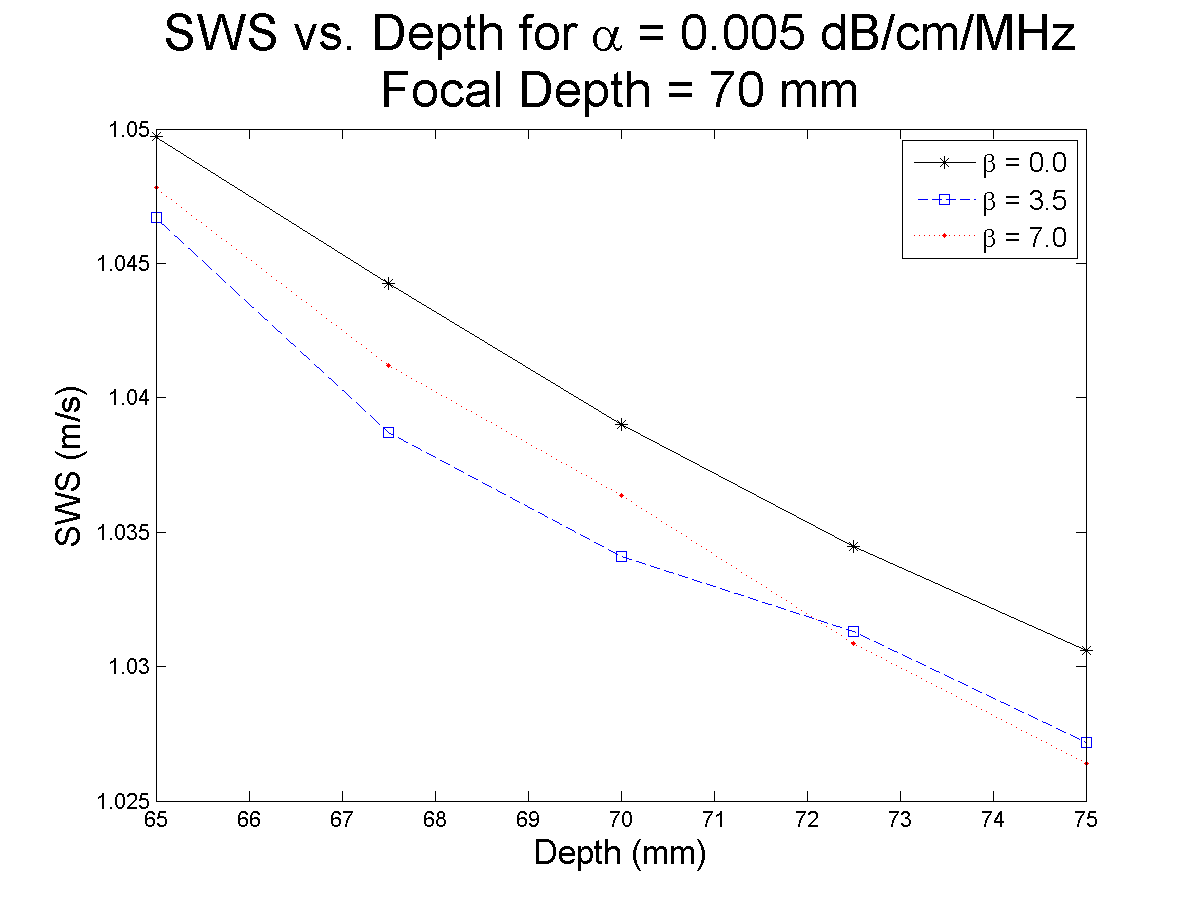 SWS vs. Depth for α = 0.005 dB/cm/MHz
Focal Depth = 70 mm
β = 0.0
β = 3.5
β = 7.0
SWS (m/s)
1.05
1.045
1.04
1.035
1.03
1.025
65 66 67 68 69 70 71 72 73 74 75
Depth (mm)